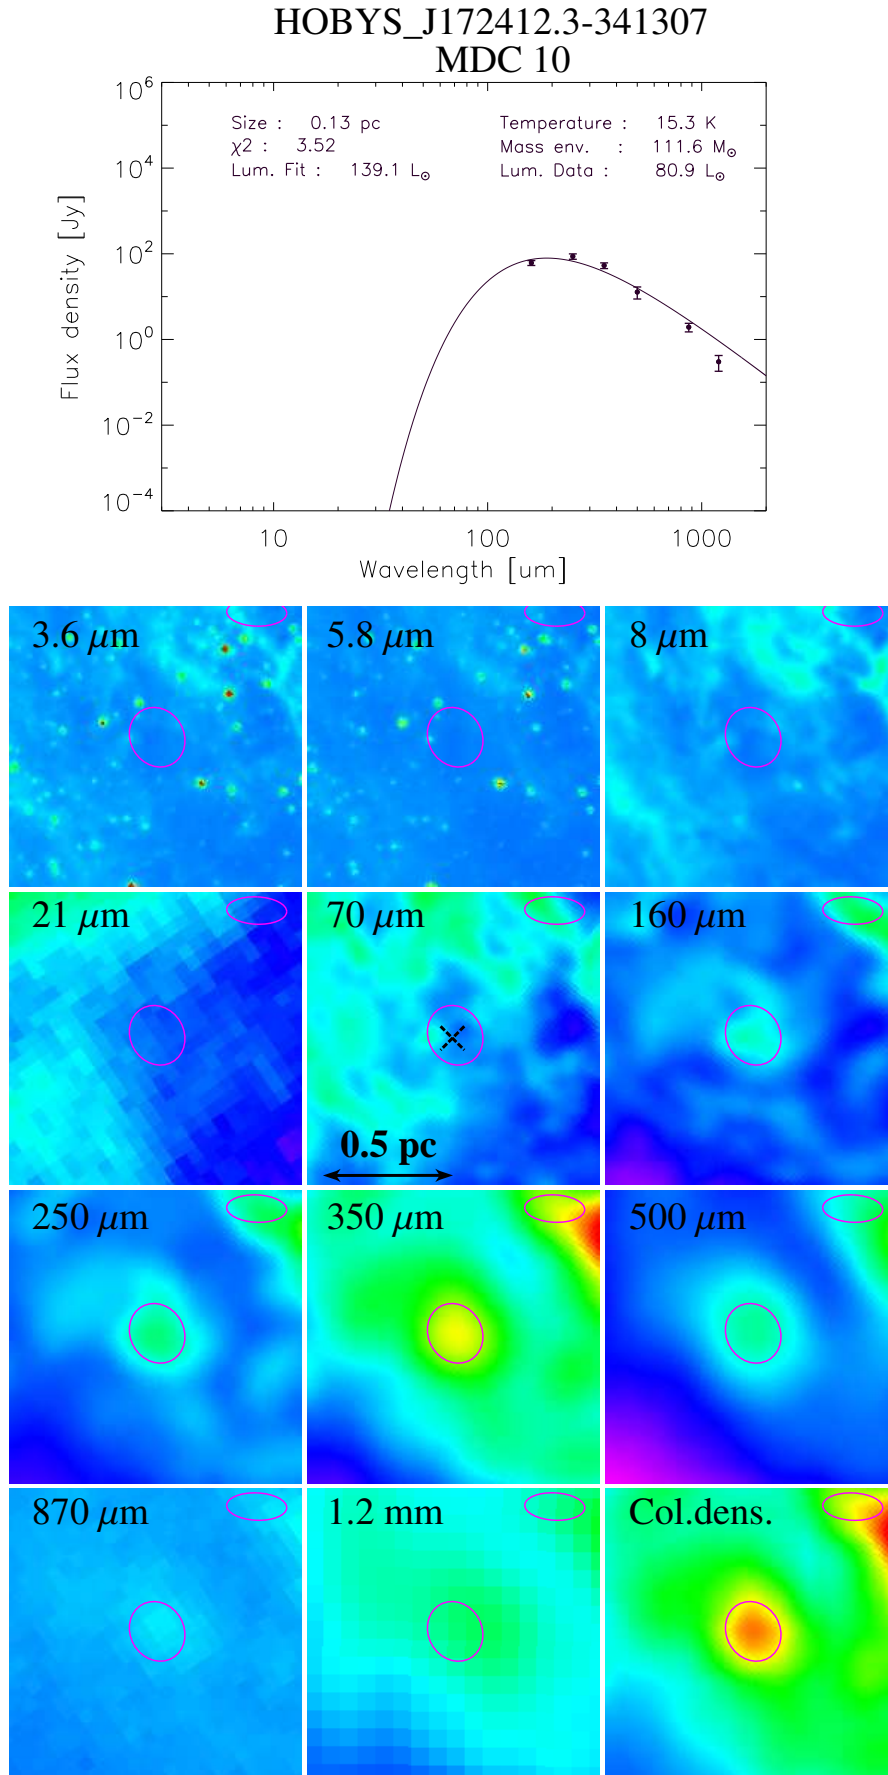 HOBYS_J172412.3-341307
MDC 10
Size : 0.13 pc
Temperature : 15.3 K
χ2 : 3.52
Mass env. : 111.6 M⊙
Lum. Fit : 139.1 L⊙
Lum. Data : 80.9 L⊙
10^6
10^4
10^2
10^0
10^-2
10^-4
Flux density [Jy]
10 100 1000
Wavelength [um]
3.6 μm
5.8 μm
8 μm
21 μm
70 μm
160 μm
0.5 pc
250 μm
350 μm
500 μm
870 μm
1.2 mm
Col.dens.